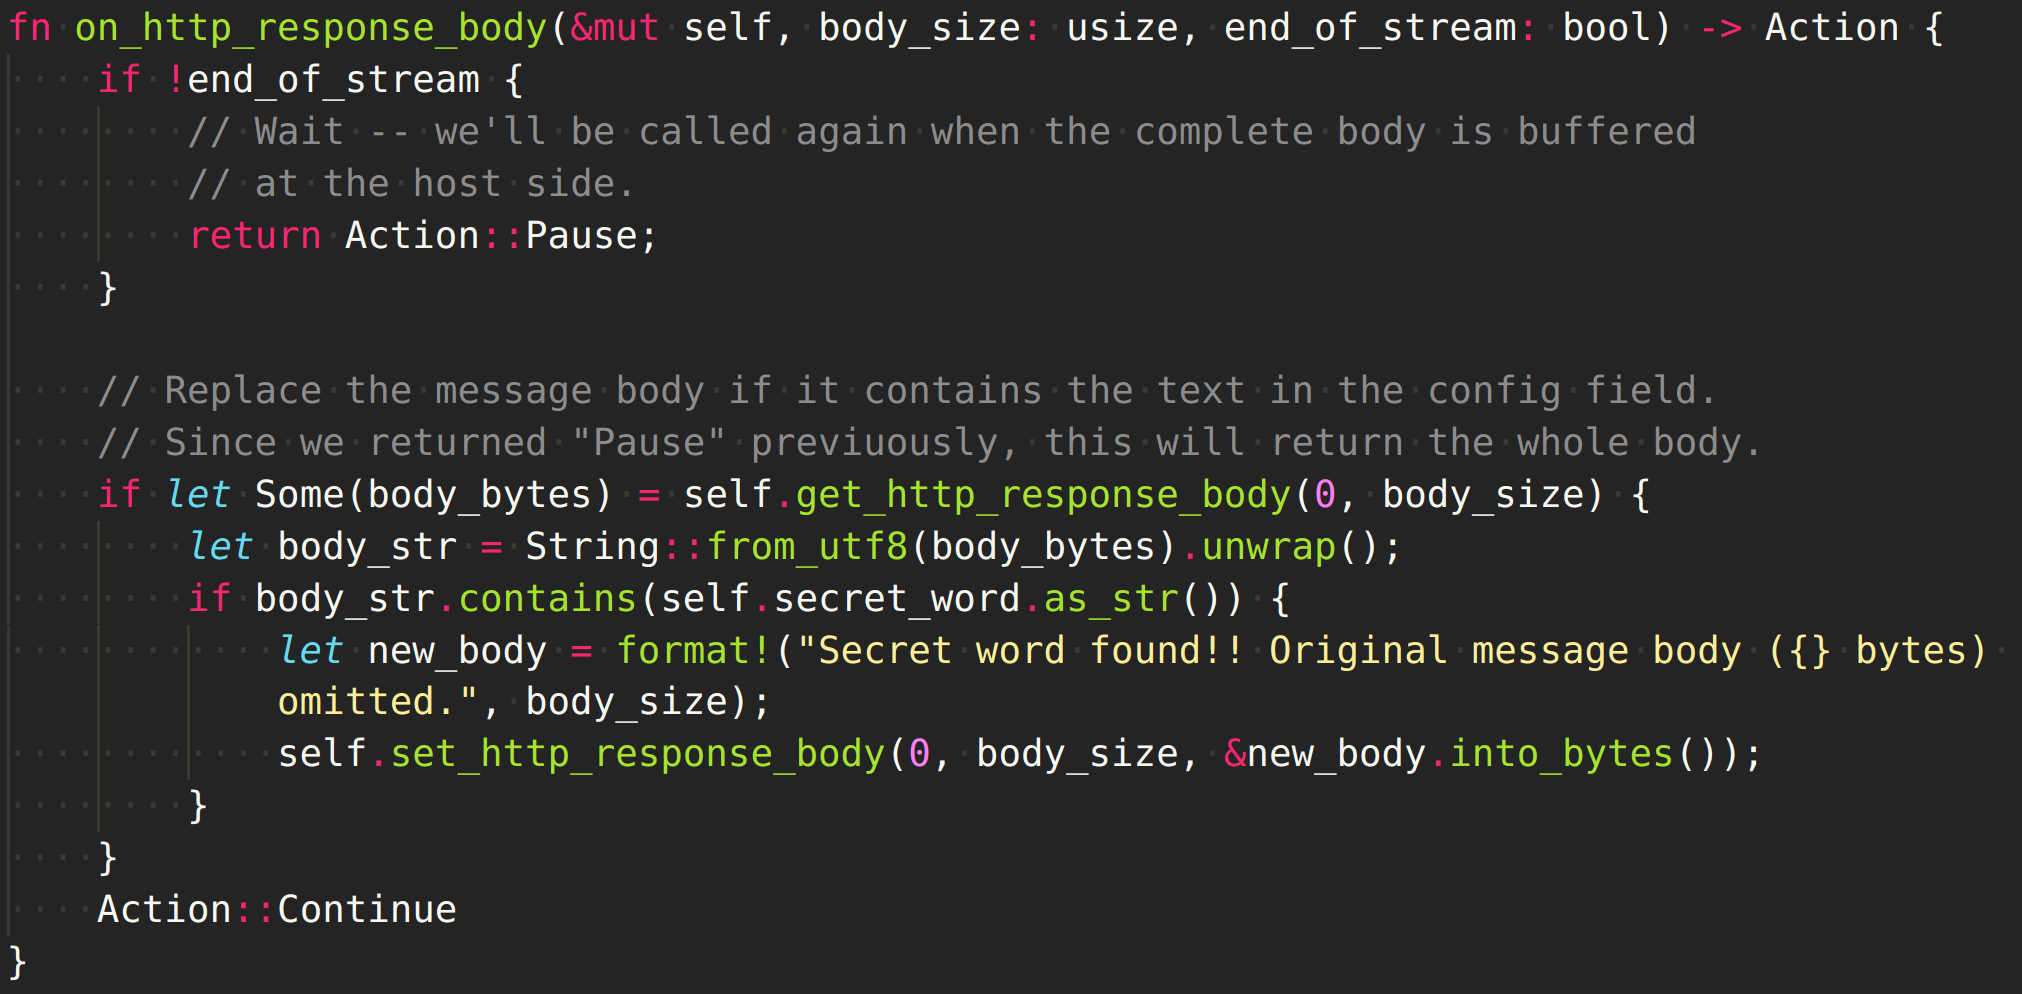 fn on_http_response_body(&mut self, body_size: usize, end_of_stream: bool) -> Action {
    if !end_of_stream {
        // Wait -- we'll be called again when the complete body is buffered
        // at the host side.
        return Action::Pause;
    }

    // Replace the message body if it contains the text in the config field.
    // Since we returned "Pause" previuously, this will return the whole body.
    if let Some(body_bytes) = self.get_http_response_body(0, body_size) {
        let body_str = String::from_utf8(body_bytes).unwrap();
        if body_str.contains(self.secret_word.as_str()) {
            let new_body = format!("Secret word found!! Original message body ({} bytes)
            omitted.", body_size);
            self.set_http_response_body(0, body_size, &new_body.into_bytes());
        }
    }
    Action::Continue
}